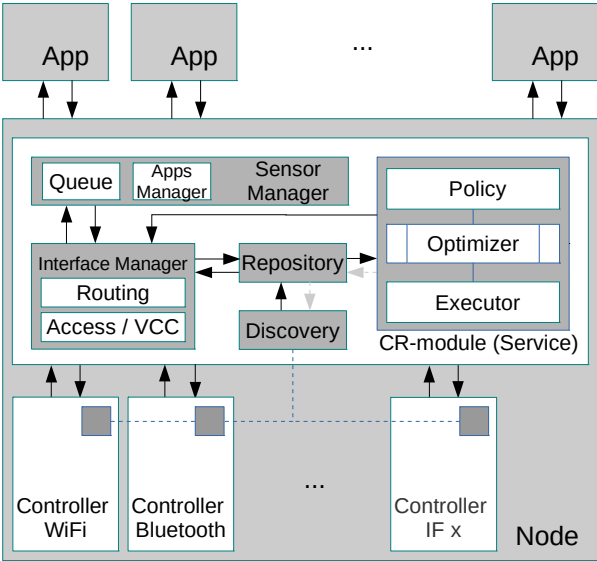 App
App
...
App
Queue
Apps
Manager
Sensor
Manager
Policy
Optimizer
Executor
Interface Manager
Routing
Access / VCC
Repository
Discovery
CR-module (Service)
Controller
WiFi
Controller
Bluetooth
...
Controller
IF x
Node